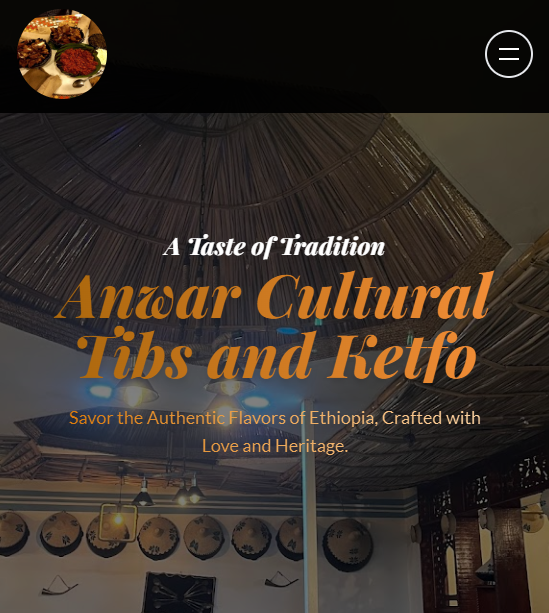 A Taste of Tradition
Anwar Cultural
Tibs and Ketfo
Savor the Authentic Flavors of Ethiopia, Crafted with
Love and Heritage.